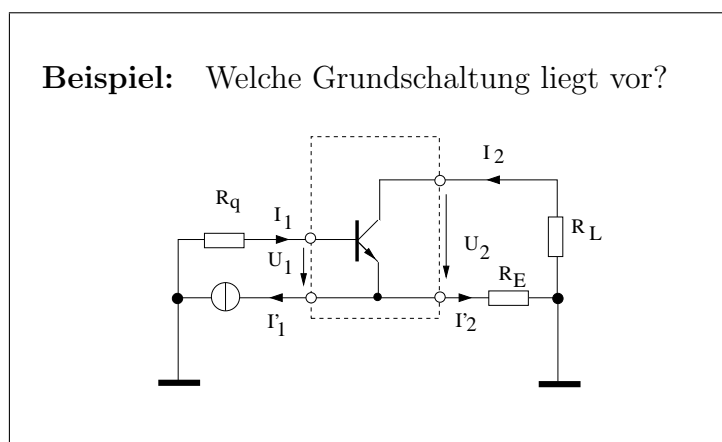 Beispiel: Welche Grundschaltung liegt vor?
I2
Rq
I1
RL
U1
U2
RE
I'1
I'2